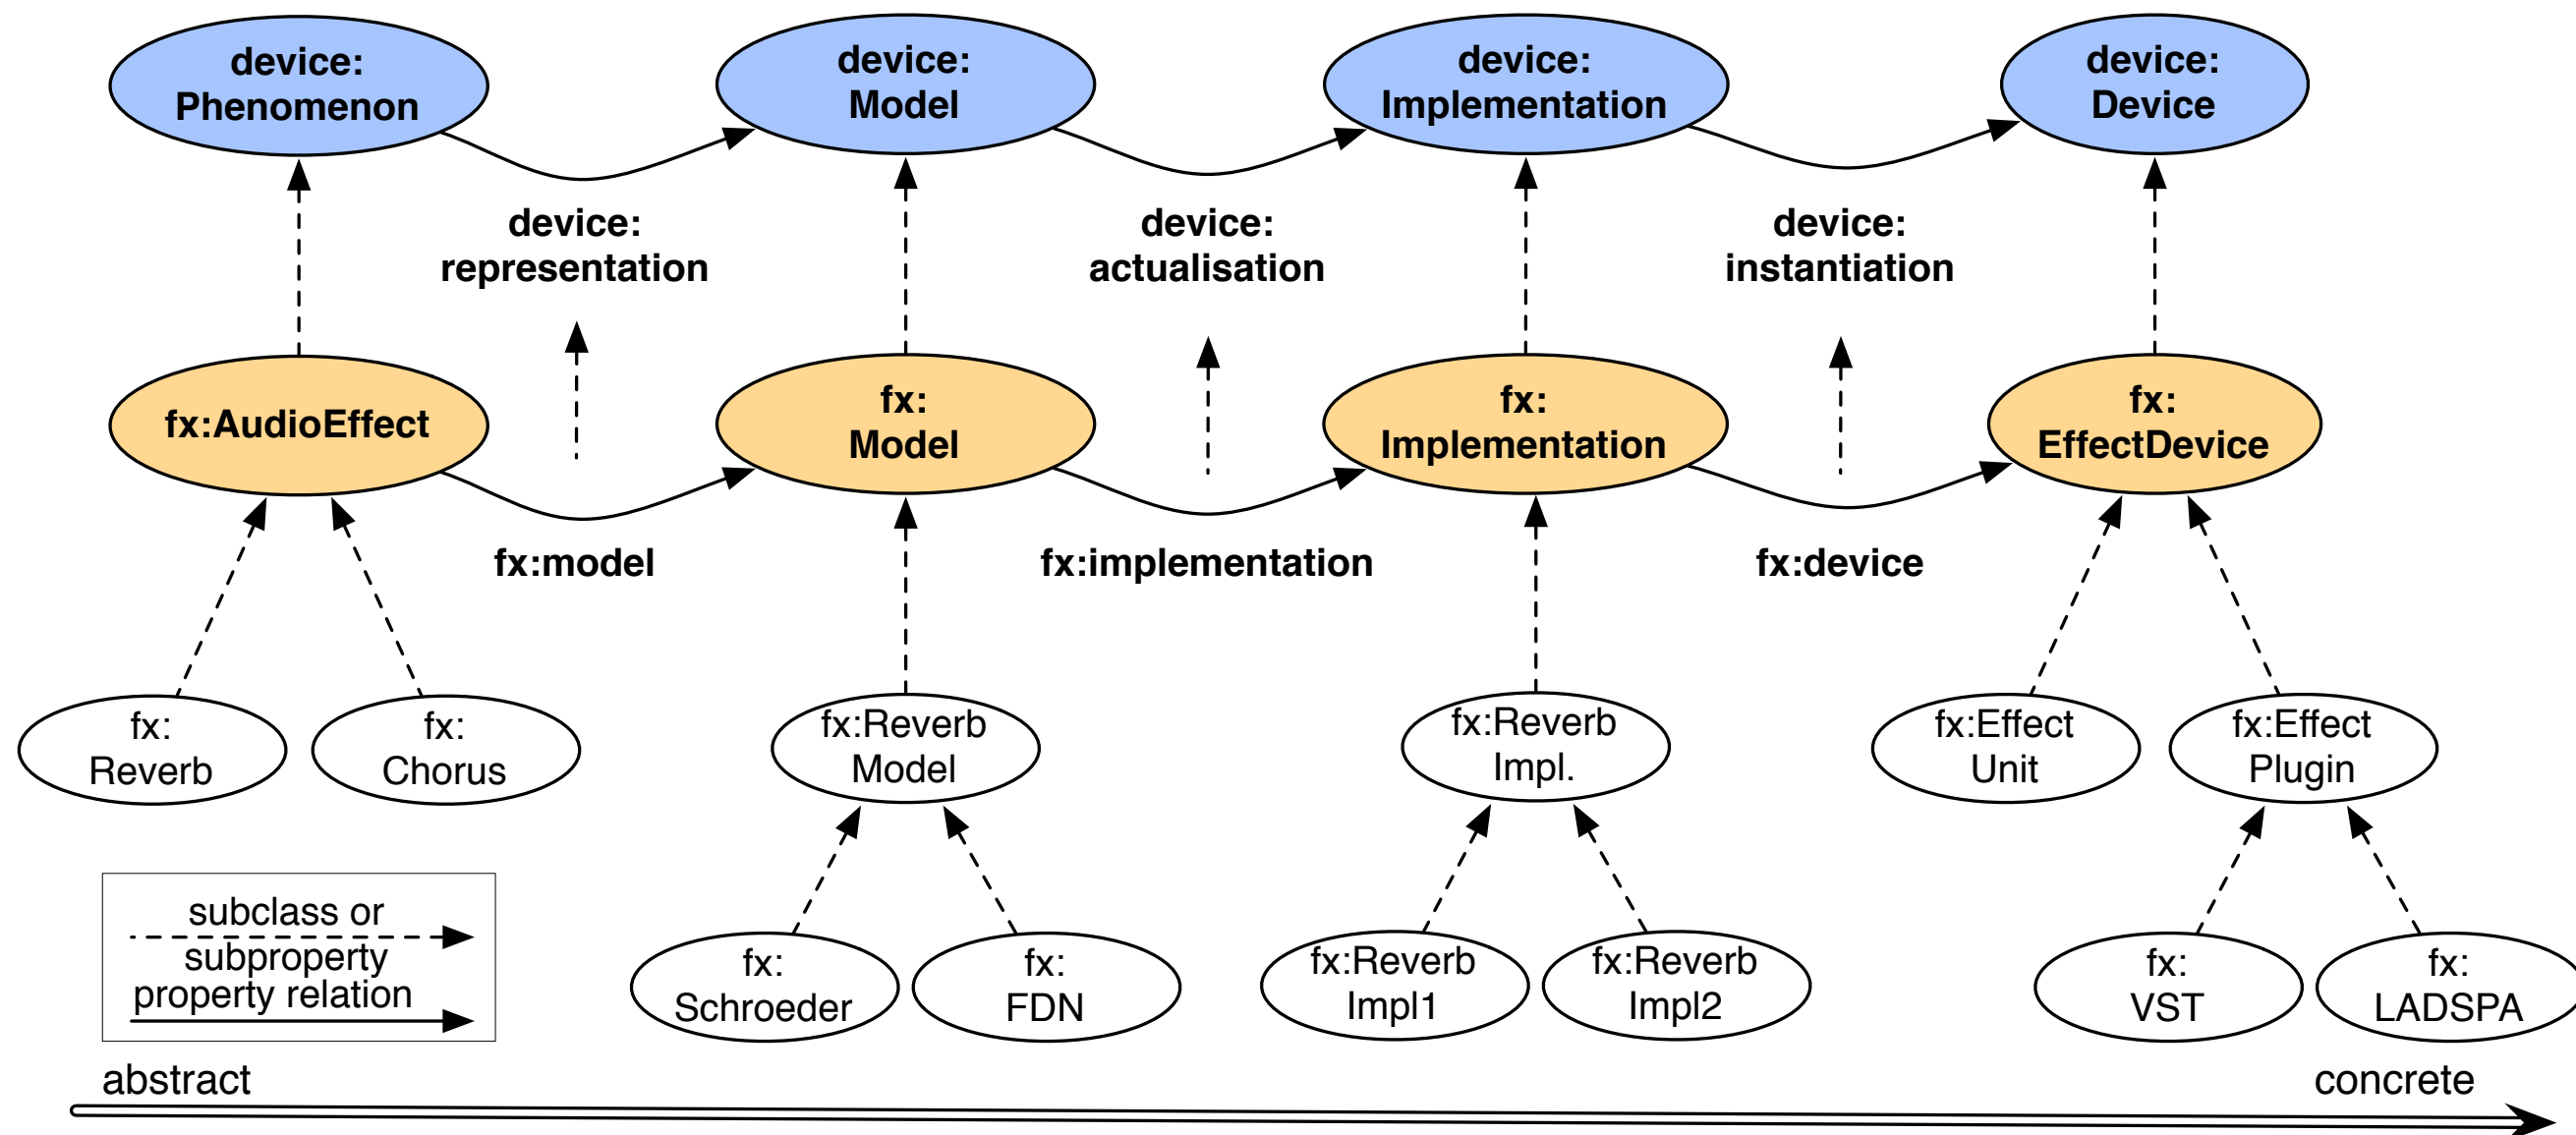 device:
Phenomenon
device:
Model
device:
Implementation
device:
Device
device:
representation
device:
actualisation
device:
instantiation
fx:AudioEffect
fx:
Model
fx:
Implementation
fx:
EffectDevice
fx:model
fx:implementation
fx:device
fx:
Reverb
fx:
Chorus
fx:Reverb
Model
fx:Reverb
Impl.
fx:Effect
Unit
fx:Effect
Plugin
subclass or
subproperty
property relation
fx:
Schroeder
fx:
FDN
fx:Reverb
Impl1
fx:Reverb
Impl2
fx:
VST
fx:
LADSPA
abstract
concrete